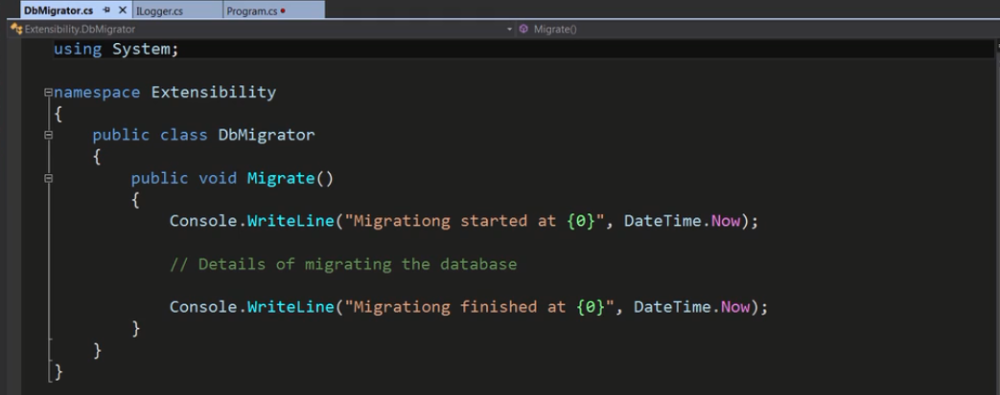 DbMigrator.cs ILogger.cs Program.cs
Extensibility.DbMigrator Migrate()
using System;
namespace Extensibility
{
public class DbMigrator
{
public void Migrate()
{
Console.WriteLine("Migrationg started at {0}", DateTime.Now);
// Details of migrating the database
Console.WriteLine("Migrationg finished at {0}", DateTime.Now);
}
}
}